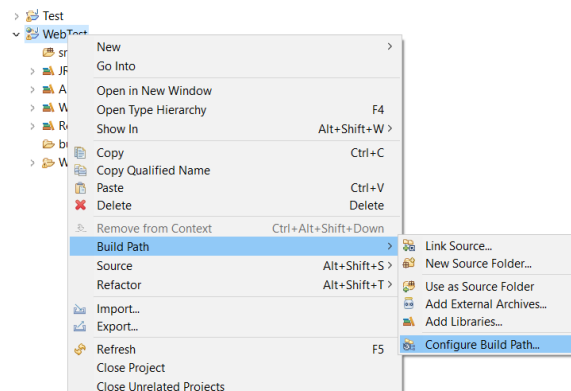 Test
WebTest
New
Go Into
Open in New Window
Open Type Hierarchy F4
Show In Alt+Shift+W
Copy Ctrl+C
Copy Qualified Name
Paste Ctrl+V
Delete Delete
Remove from Context Ctrl+Alt+Shift+Down
Build Path
Source Alt+Shift+S
Refactor Alt+Shift+T
Import...
Export...
Refresh F5
Close Project
Close Unrelated Projects
Link Source...
New Source Folder...
Use as Source Folder
Add External Archives...
Add Libraries...
Configure Build Path...